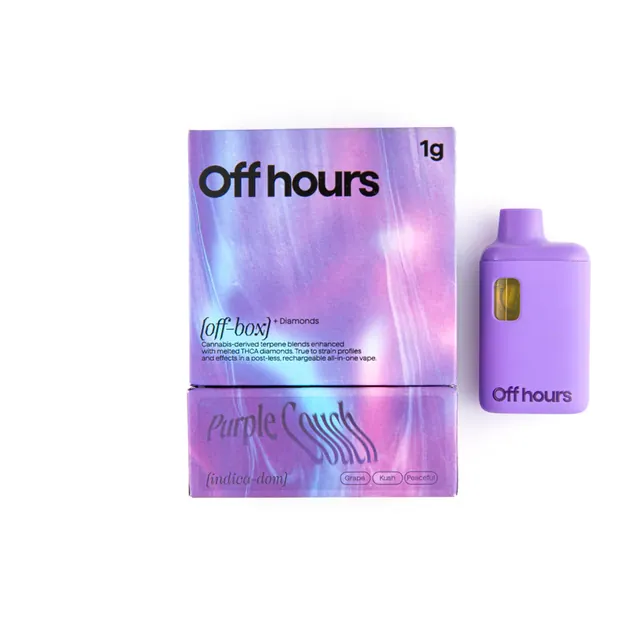 1g
Off hours
[off-box] + Diamonds
Cannabis-derived terpene blends enhanced
with melted THCA diamonds. True to strain profiles
and effects in a post-less, rechargeable all-in-one vape.
Purple Couch
[indica-dom]
Grape Kush Peaceful
Off hours